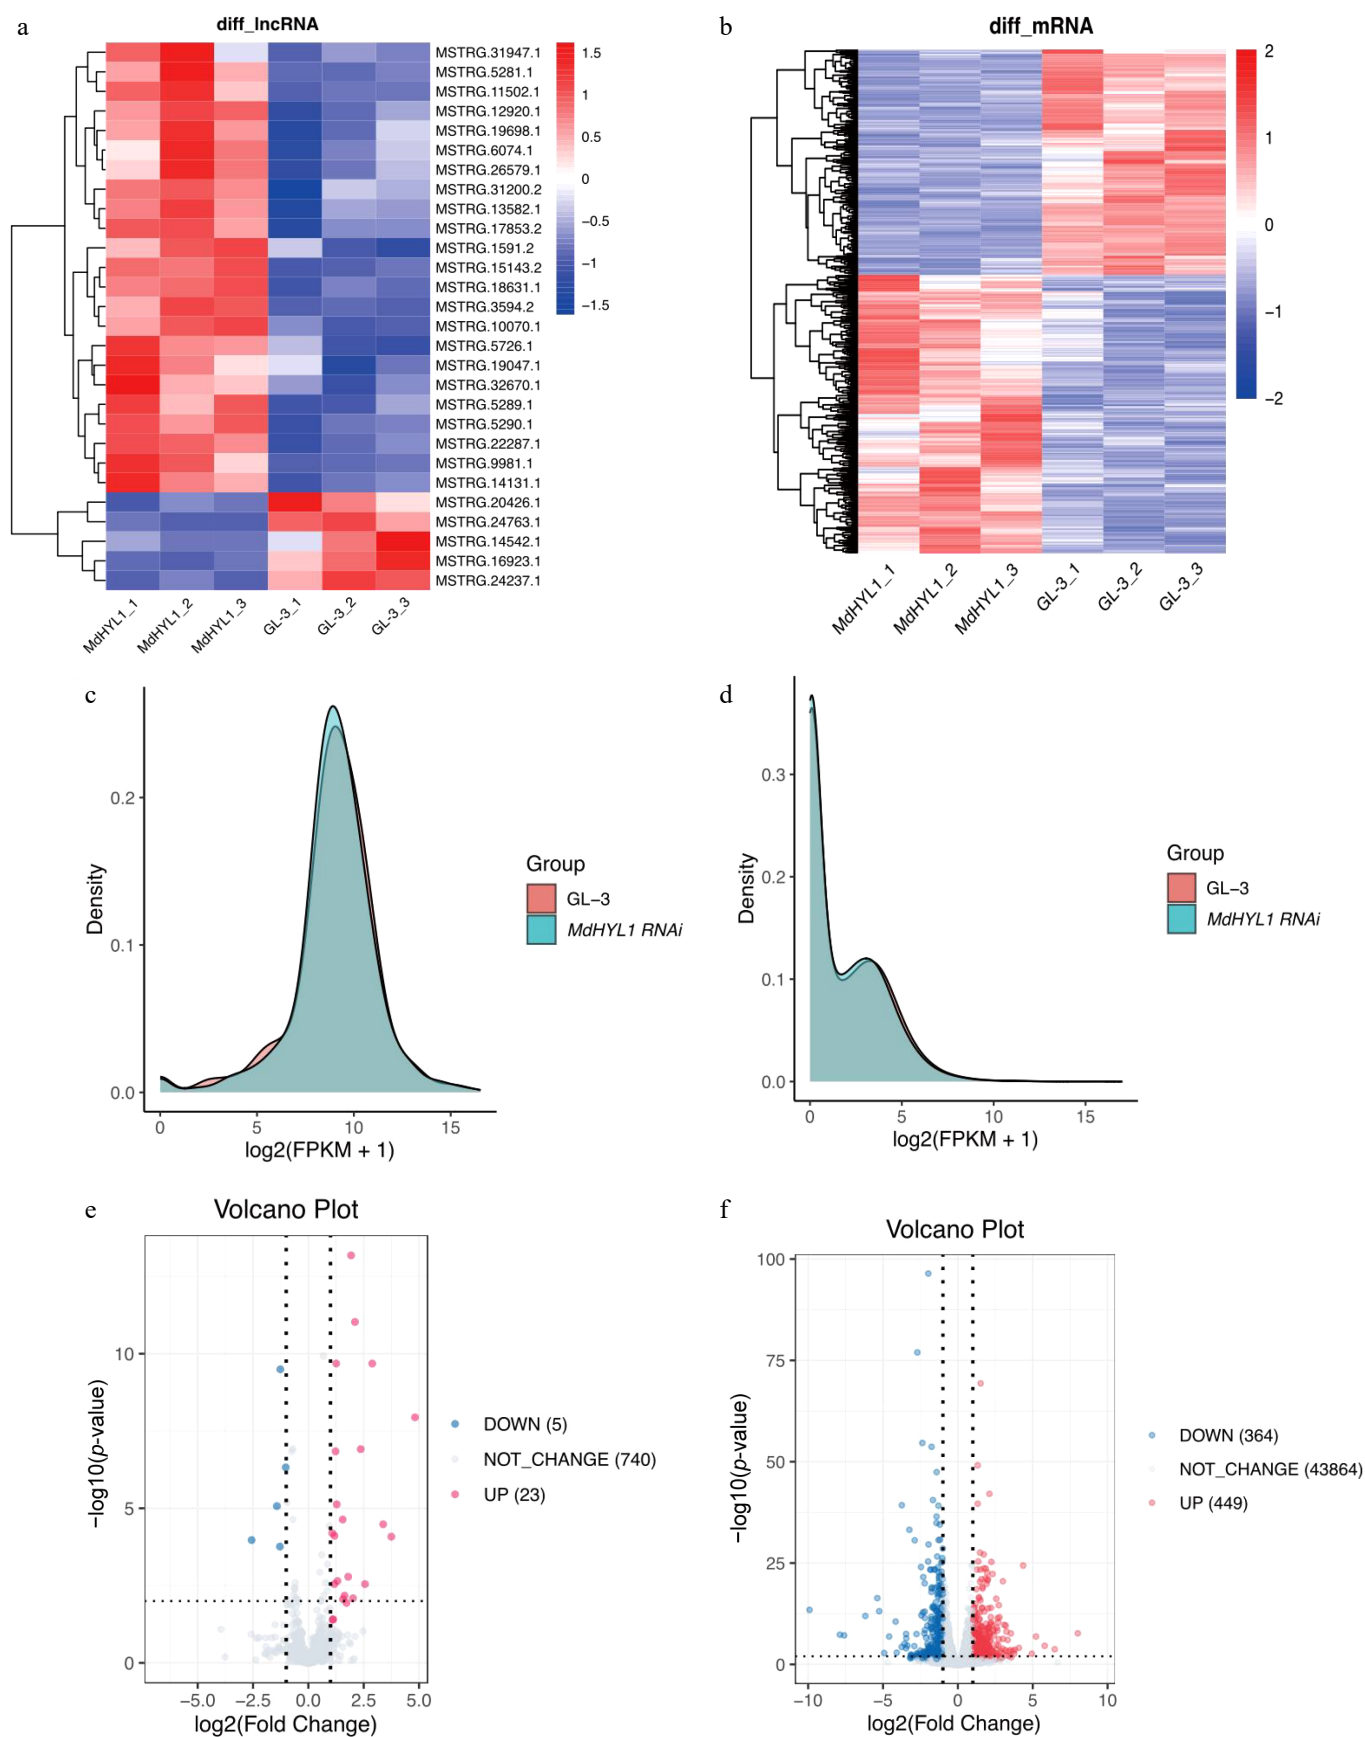 a
diff_lncRNA
1.5
1
0.5
0
−0.5
−1
−1.5
MSTRG.31947.1
MSTRG.5281.1
MSTRG.11502.1
MSTRG.12920.1
MSTRG.19698.1
MSTRG.6074.1
MSTRG.26579.1
MSTRG.31200.2
MSTRG.13582.1
MSTRG.17853.2
MSTRG.1591.2
MSTRG.15143.2
MSTRG.18631.1
MSTRG.3594.2
MSTRG.10070.1
MSTRG.5726.1
MSTRG.19047.1
MSTRG.32670.1
MSTRG.5289.1
MSTRG.5290.1
MSTRG.22287.1
MSTRG.9981.1
MSTRG.14131.1
MSTRG.20426.1
MSTRG.24763.1
MSTRG.14542.1
MSTRG.16923.1
MSTRG.24237.1
MdHYL1_1
MdHYL1_2
MdHYL1_3
GL-3_1
GL-3_2
GL-3_3
b
diff_mRNA
2
1
0
−1
−2
MdHYL1_1
MdHYL1_2
MdHYL1_3
GL-3_1
GL-3_2
GL-3_3
c
Density
0.2
0.1
0.0
0
5
10
15
log2(FPKM + 1)
Group
GL−3
MdHYL1 RNAi
d
Density
0.3
0.2
0.1
0.0
0
5
10
15
log2(FPKM + 1)
Group
GL−3
MdHYL1 RNAi
e
Volcano Plot
−log10(p-value)
10
5
0
−5.0
−2.5
0.0
2.5
5.0
log2(Fold Change)
DOWN (5)
NOT_CHANGE (740)
UP (23)
f
Volcano Plot
−log10(p-value)
100
75
50
25
0
−10
−5
0
5
10
log2(Fold Change)
DOWN (364)
NOT_CHANGE (43864)
UP (449)